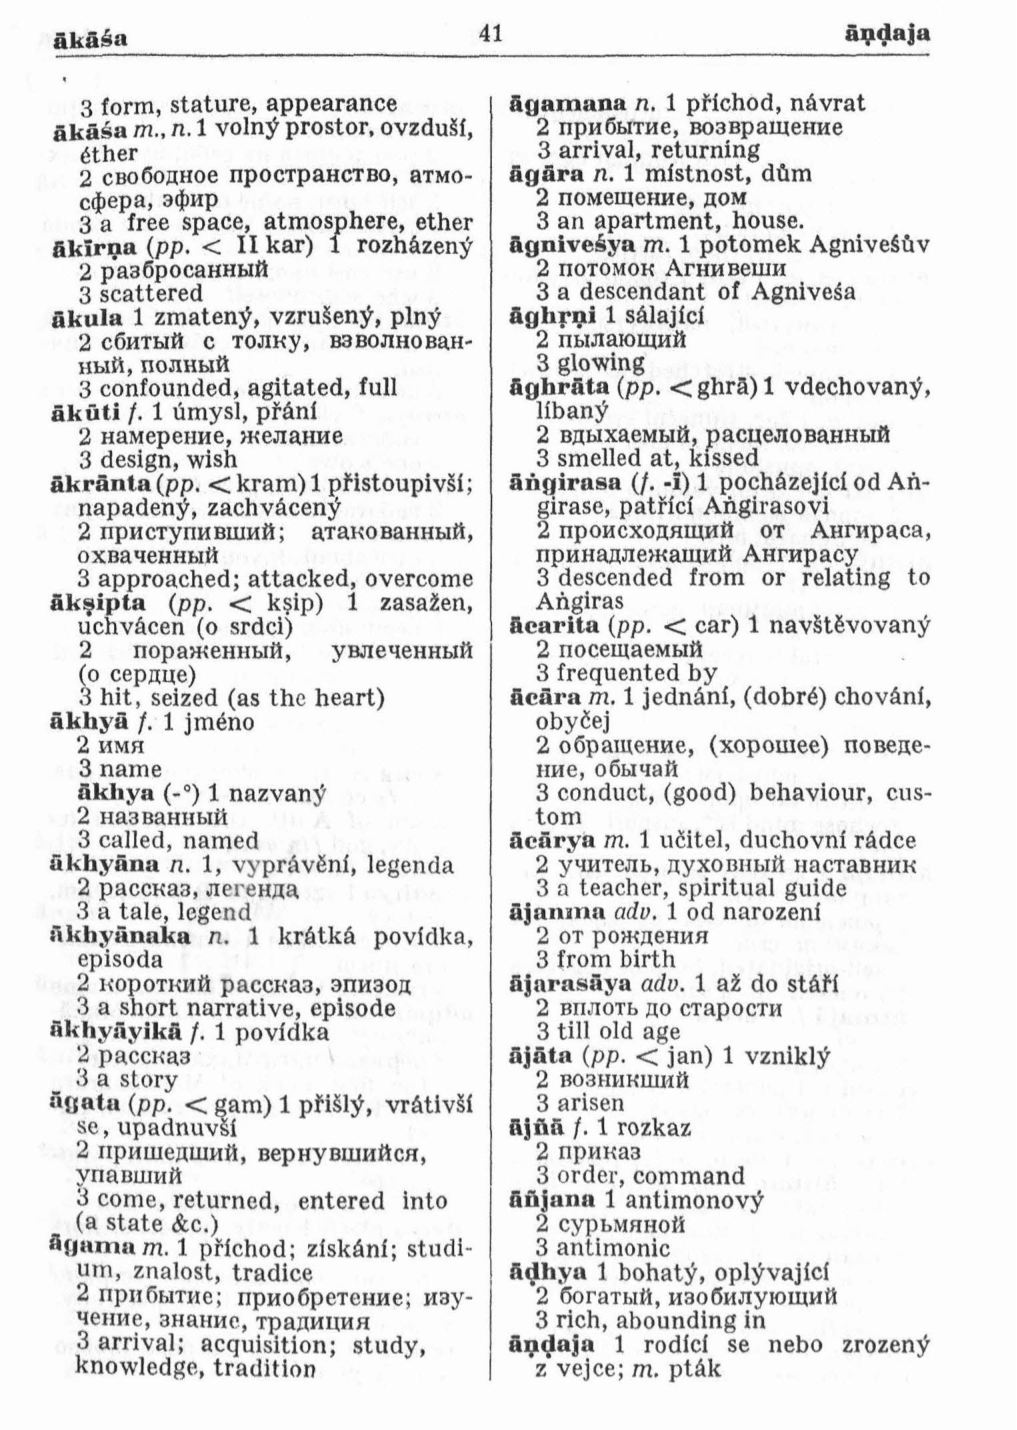 ākāśa 41 āṇḍaja
3 form, stature, appearance
ākāśa m., n. 1 volný prostor, ovzduší,
éther
2 свободное пространство, атмо-
сфера, эфир
3 a free space, atmosphere, ether
ākīrṇa (pp. < II kar) 1 rozházený
2 разбросанный
3 scattered
ākula 1 zmatený, vzrušený, plný
2 сбитый с толку, взволнован-
ный, полный
3 confounded, agitated, full
ākūti f. 1 úmysl, přání
2 намерение, желание
3 design, wish
ākrānta (pp. < kram) 1 přistoupivší;
napadený, zachvácený
2 приступивший; атакованный,
охваченный
3 approached; attacked, overcome
ākṣipta (pp. < kṣip) 1 zasažen,
uchvácen (o srdci)
2 пораженный, увлеченный
(о сердце)
3 hit, seized (as the heart)
ākhyā f. 1 jméno
2 имя
3 name
ākhya (-°) 1 nazvaný
2 названный
3 called, named
ākhyāna n. 1, vyprávění, legenda
2 рассказ, легенда
3 a tale, legend
ākhyānaka n. 1 krátká povídka,
episoda
2 короткий рассказ, эпизод
3 a short narrative, episode
ākhyāyikā f. 1 povídka
2 рассказ
3 a story
āgata (pp. < gam) 1 přišlý, vrátivší
se, upadnuvší
2 пришедший, вернувшийся,
упавший
3 come, returned, entered into
(a state &c.)
āgama m. 1 příchod; získání; studi-
um, znalost, tradice
2 прибытие; приобретение; изу-
чение, знание, традиция
3 arrival; acquisition; study,
knowledge, tradition
āgamana n. 1 příchod, návrat
2 прибытие, возвращение
3 arrival, returning
āgāra n. 1 místnost, dům
2 помещение, дом
3 an apartment, house.
āgniveśya m. 1 potomek Agniveśův
2 потомок Агнивеши
3 a descendant of Agniveśa
āghṛṇi 1 sálající
2 пылающий
3 glowing
āghrāta (pp. < ghrā) 1 vdechovaný,
líbaný
2 вдыхаемый, расцелованный
3 smelled at, kissed
āṅgirasa (f. -ī) 1 pocházející od Aṅ-
girase, patřící Aṅgirasovi
2 происходящий от Ангираса,
принадлежащий Ангирасу
3 descended from or relating to
Aṅgiras
ācarita (pp. < car) 1 navštěvovaný
2 посещаемый
3 frequented by
ācāra m. 1 jednání, (dobré) chování,
obyčej
2 обращение, (хорошее) поведе-
ние, обычай
3 conduct, (good) behaviour, cus-
tom
ācārya m. 1 učitel, duchovní rádce
2 учитель, духовный наставник
3 a teacher, spiritual guide
ājanma adv. 1 od narození
2 от рождения
3 from birth
ājarasāya adv. 1 až do stáří
2 вплоть до старости
3 till old age
ājāta (pp. < jan) 1 vzniklý
2 возникший
3 arisen
ājñā f. 1 rozkaz
2 приказ
3 order, command
āñjana 1 antimonový
2 сурьмяной
3 antimonic
āḍhya 1 bohatý, oplývající
2 богатый, изобилующий
3 rich, abounding in
āṇḍaja 1 rodící se nebo zrozený
z vejce; m. pták